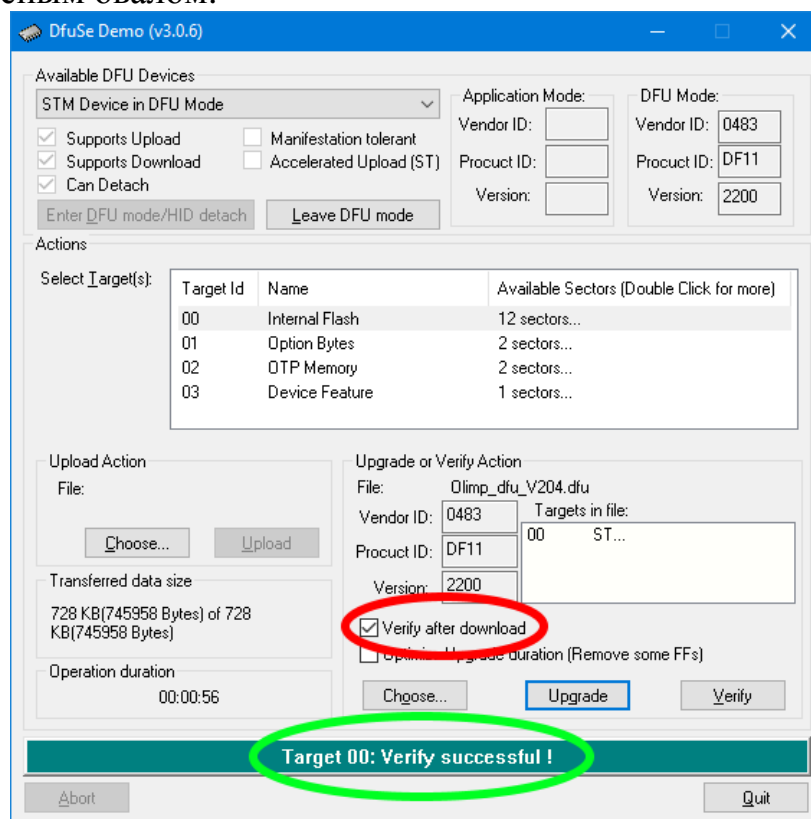 овалом.
DfuSe Demo (v3.0.6)
Available DFU Devices
STM Device in DFU Mode
Supports Upload
Manifestation tolerant
Supports Download
Accelerated Upload (ST)
Can Detach
Enter DFU mode/HID detach
Leave DFU mode
Application Mode:
Vendor ID:
Procuct ID:
Version:
DFU Mode:
Vendor ID: 0483
Procuct ID: DF11
Version: 2200
Actions
Select Target(s):
Target Id Name Available Sectors (Double Click for more)
00 Internal Flash 12 sectors...
01 Option Bytes 2 sectors...
02 OTP Memory 2 sectors...
03 Device Feature 1 sectors...
Upload Action
File:
Choose... Upload
Transferred data size
728 KB(745958 Bytes) of 728
KB(745958 Bytes)
Operation duration
00:00:56
Upgrade or Verify Action
File: Olimp_dfu_V204.dfu
Vendor ID: 0483
Procuct ID: DF11
Version: 2200
Targets in file:
00 ST...
Verify after download
Optimize Upgrade duration (Remove some FFs)
Choose... Upgrade Verify
Target 00: Verify successful !
Abort Quit